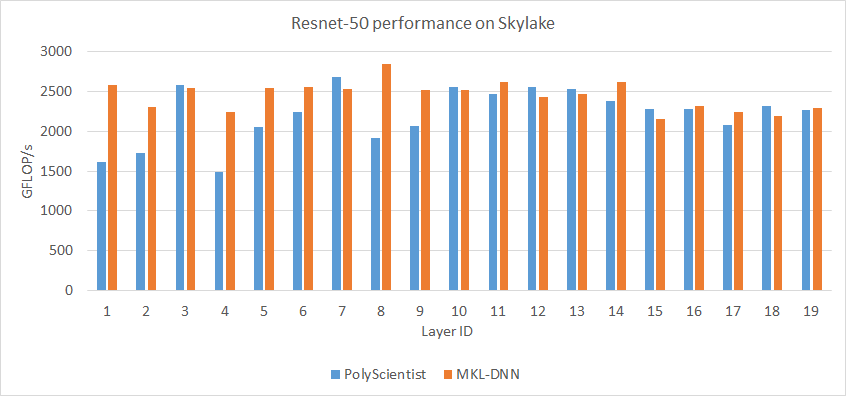 Resnet-50 performance on Skylake
3000
2500
2000
1500
1000
500
0
GFLOP/s
1 2 3 4 5 6 7 8 9 10 11 12 13 14 15 16 17 18 19
Layer ID
PolyScientist MKL-DNN